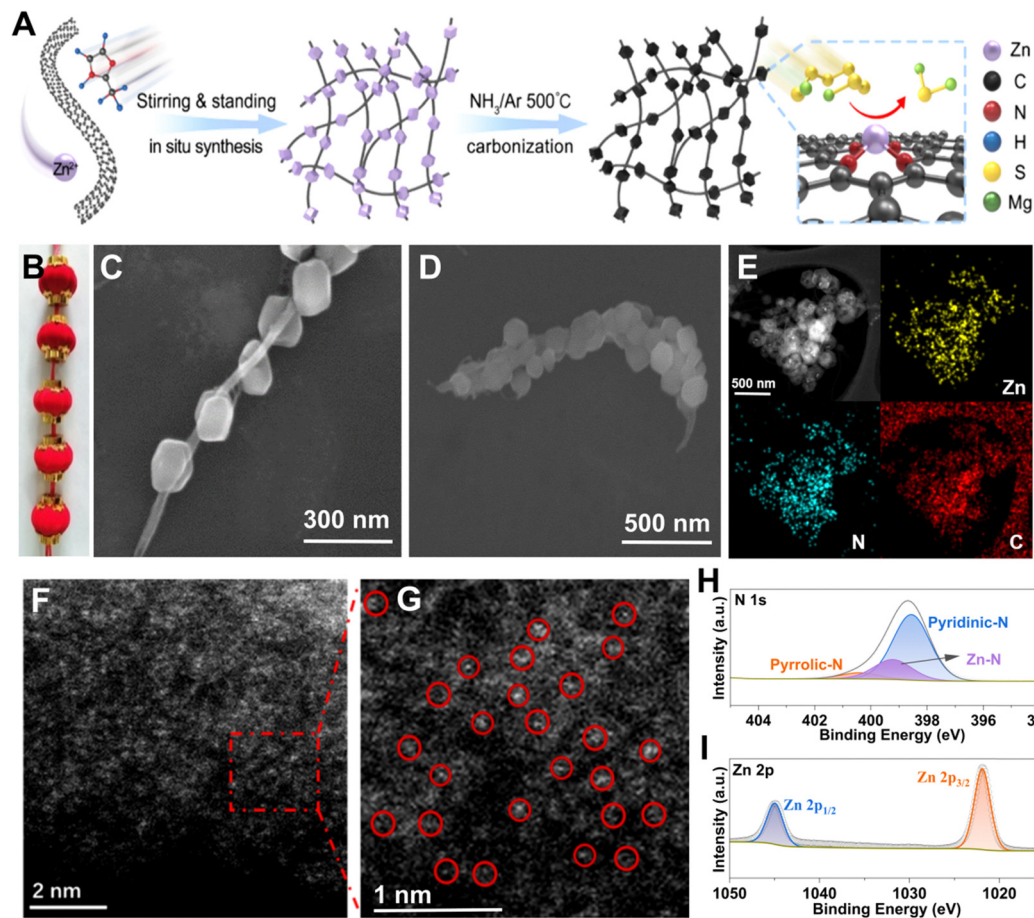 A
Zn²⁺
Stirring & standing
in situ synthesis
NH₃/Ar 500°C
carbonization
Zn
C
N
H
S
Mg
B
C
300 nm
D
500 nm
E
500 nm
Zn
N
C
F
2 nm
G
1 nm
H
N 1s
Pyridinic-N
Pyrrolic-N
Zn-N
Intensity (a.u.)
404 402 400 398 396
Binding Energy (eV)
I
Zn 2p
Zn 2p₁/₂
Zn 2p₃/₂
Intensity (a.u.)
1050 1040 1030 1020
Binding Energy (eV)